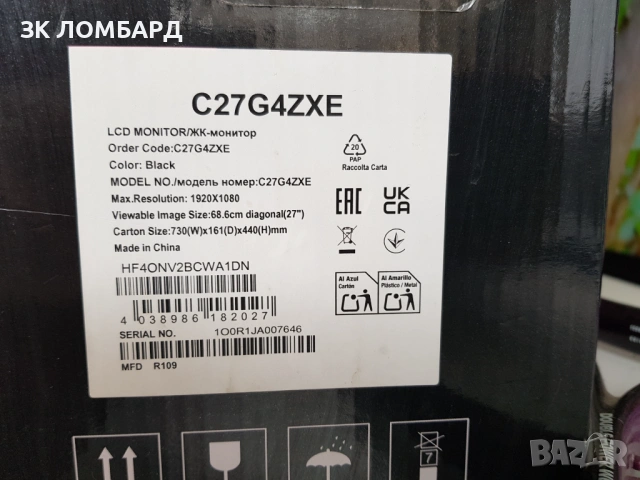 ЗК ЛОМБАРД
C27G4ZXE
LCD MONITOR/ЖК-монитор
Order Code:C27G4ZXE
Color: Black
MODEL NO./модель номер:C27G4ZXE
Max.Resolution: 1920X1080
Viewable Image Size:68.6cm diagonal(27")
Carton Size:730(W)x161(D)x440(H)mm
Made in China
20
PAP
Raccolta Carta
EAC
UK
CA
Al Azul
Cartón
Al Amarillo
Plástico / Metal
HF4ONV2BCWA1DN
4 038986 182027
SERIAL NO. 1O0R1JA007646
MFD R109
7
bazar